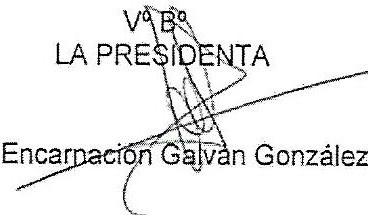 Vº Bº
LA PRESIDENTA
Encarnación Galván González